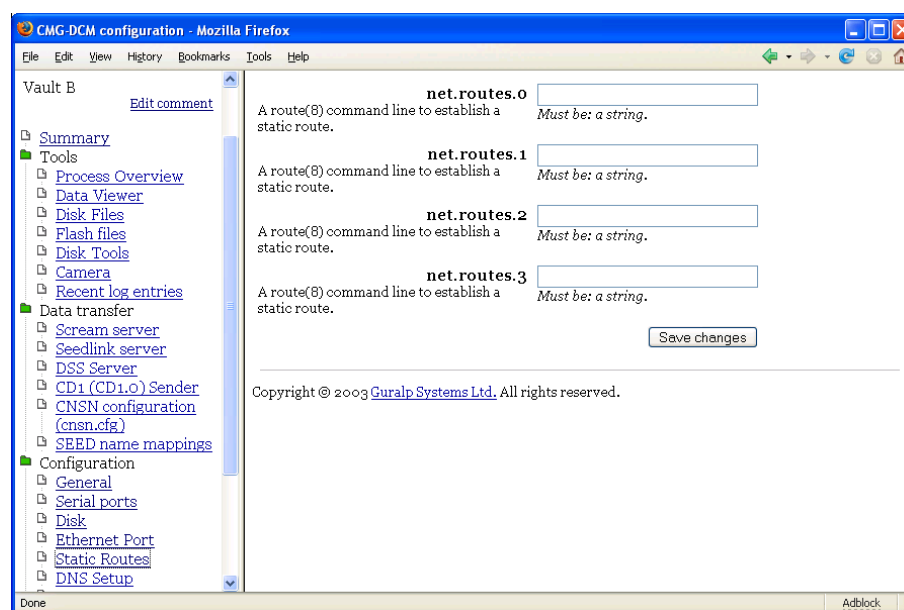 CMG-DCM configuration - Mozilla Firefox
File Edit View History Bookmarks Tools Help
Vault B
Edit comment
Summary
Tools
Process Overview
Data Viewer
Disk Files
Flash files
Disk Tools
Camera
Recent log entries
Data transfer
Scream server
Seedlink server
DSS Server
CD1 (CD1.0) Sender
CNSN configuration
(cnsn.cfg)
SEED name mappings
Configuration
General
Serial ports
Disk
Ethernet Port
Static Routes
DNS Setup
net.routes.0
A route(8) command line to establish a
static route.
Must be: a string.
net.routes.1
A route(8) command line to establish a
static route.
Must be: a string.
net.routes.2
A route(8) command line to establish a
static route.
Must be: a string.
net.routes.3
A route(8) command line to establish a
static route.
Must be: a string.
Save changes
Copyright © 2003 Guralp Systems Ltd. All rights reserved.
Done
Adblock